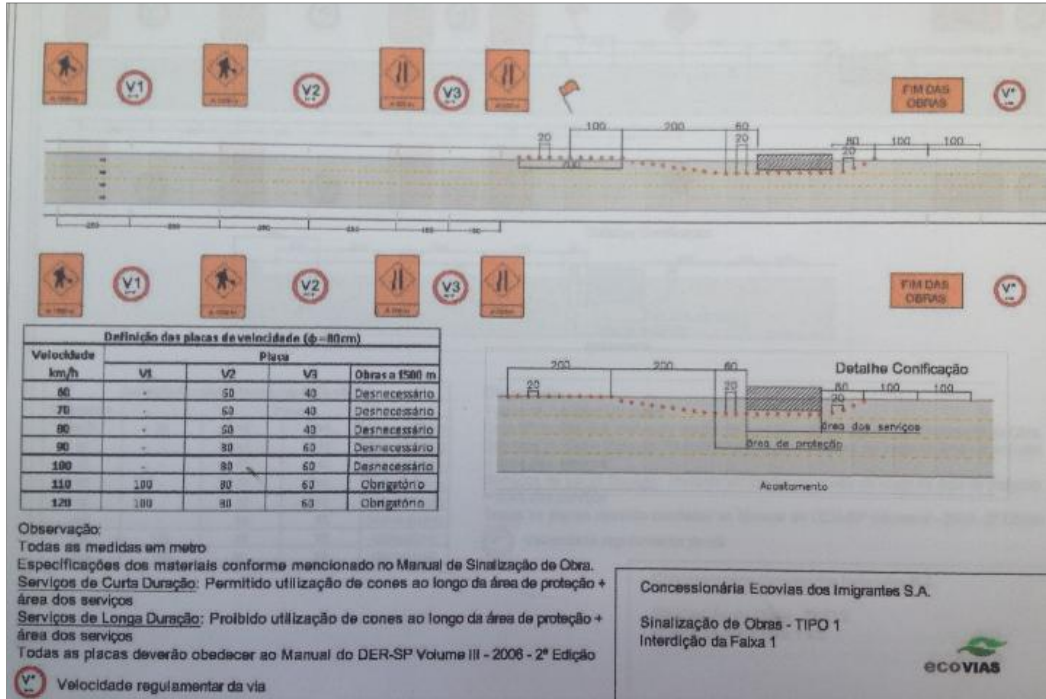 V1
V2
V3
FIM DAS
OBRAS
V*
100
200
60
20
20
80
100
100
20
V1
V2
V3
FIM DAS
OBRAS
V*
Definição das placas de velocidade (ϕ=80cm)
Velocidade
km/h
Placa
V1 V2 V3 Obras a 1500 m
60 - 60 40 Desnecessário
70 - 60 40 Desnecessário
80 - 60 40 Desnecessário
90 - 80 60 Desnecessário
100 - 80 60 Desnecessário
110 100 80 60 Obrigatório
120 100 80 60 Obrigatório
200
200
60
Detalhe Conificação
20
20
80
100
100
área dos serviços
área de proteção
Acostamento
Observação:
Todas as medidas em metro
Especificações dos materiais conforme mencionado no Manual de Sinalização de Obra.
Serviços de Curta Duração: Permitido utilização de cones ao longo da área de proteção +
área dos serviços
Serviços de Longa Duração: Proibido utilização de cones ao longo da área de proteção +
área dos serviços
Todas as placas deverão obedecer ao Manual do DER-SP Volume III - 2006 - 2ª Edição
V* Velocidade regulamentar da via
Concessionária Ecovias dos Imigrantes S.A.
Sinalização de Obras - TIPO 1
Interdição da Faixa 1
ecovias